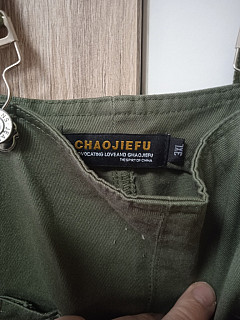 CHAOJIEFU
ADVOCATING LOVEAND CHAOJIEFU
THE SPIRIT OF CHINA
3XL